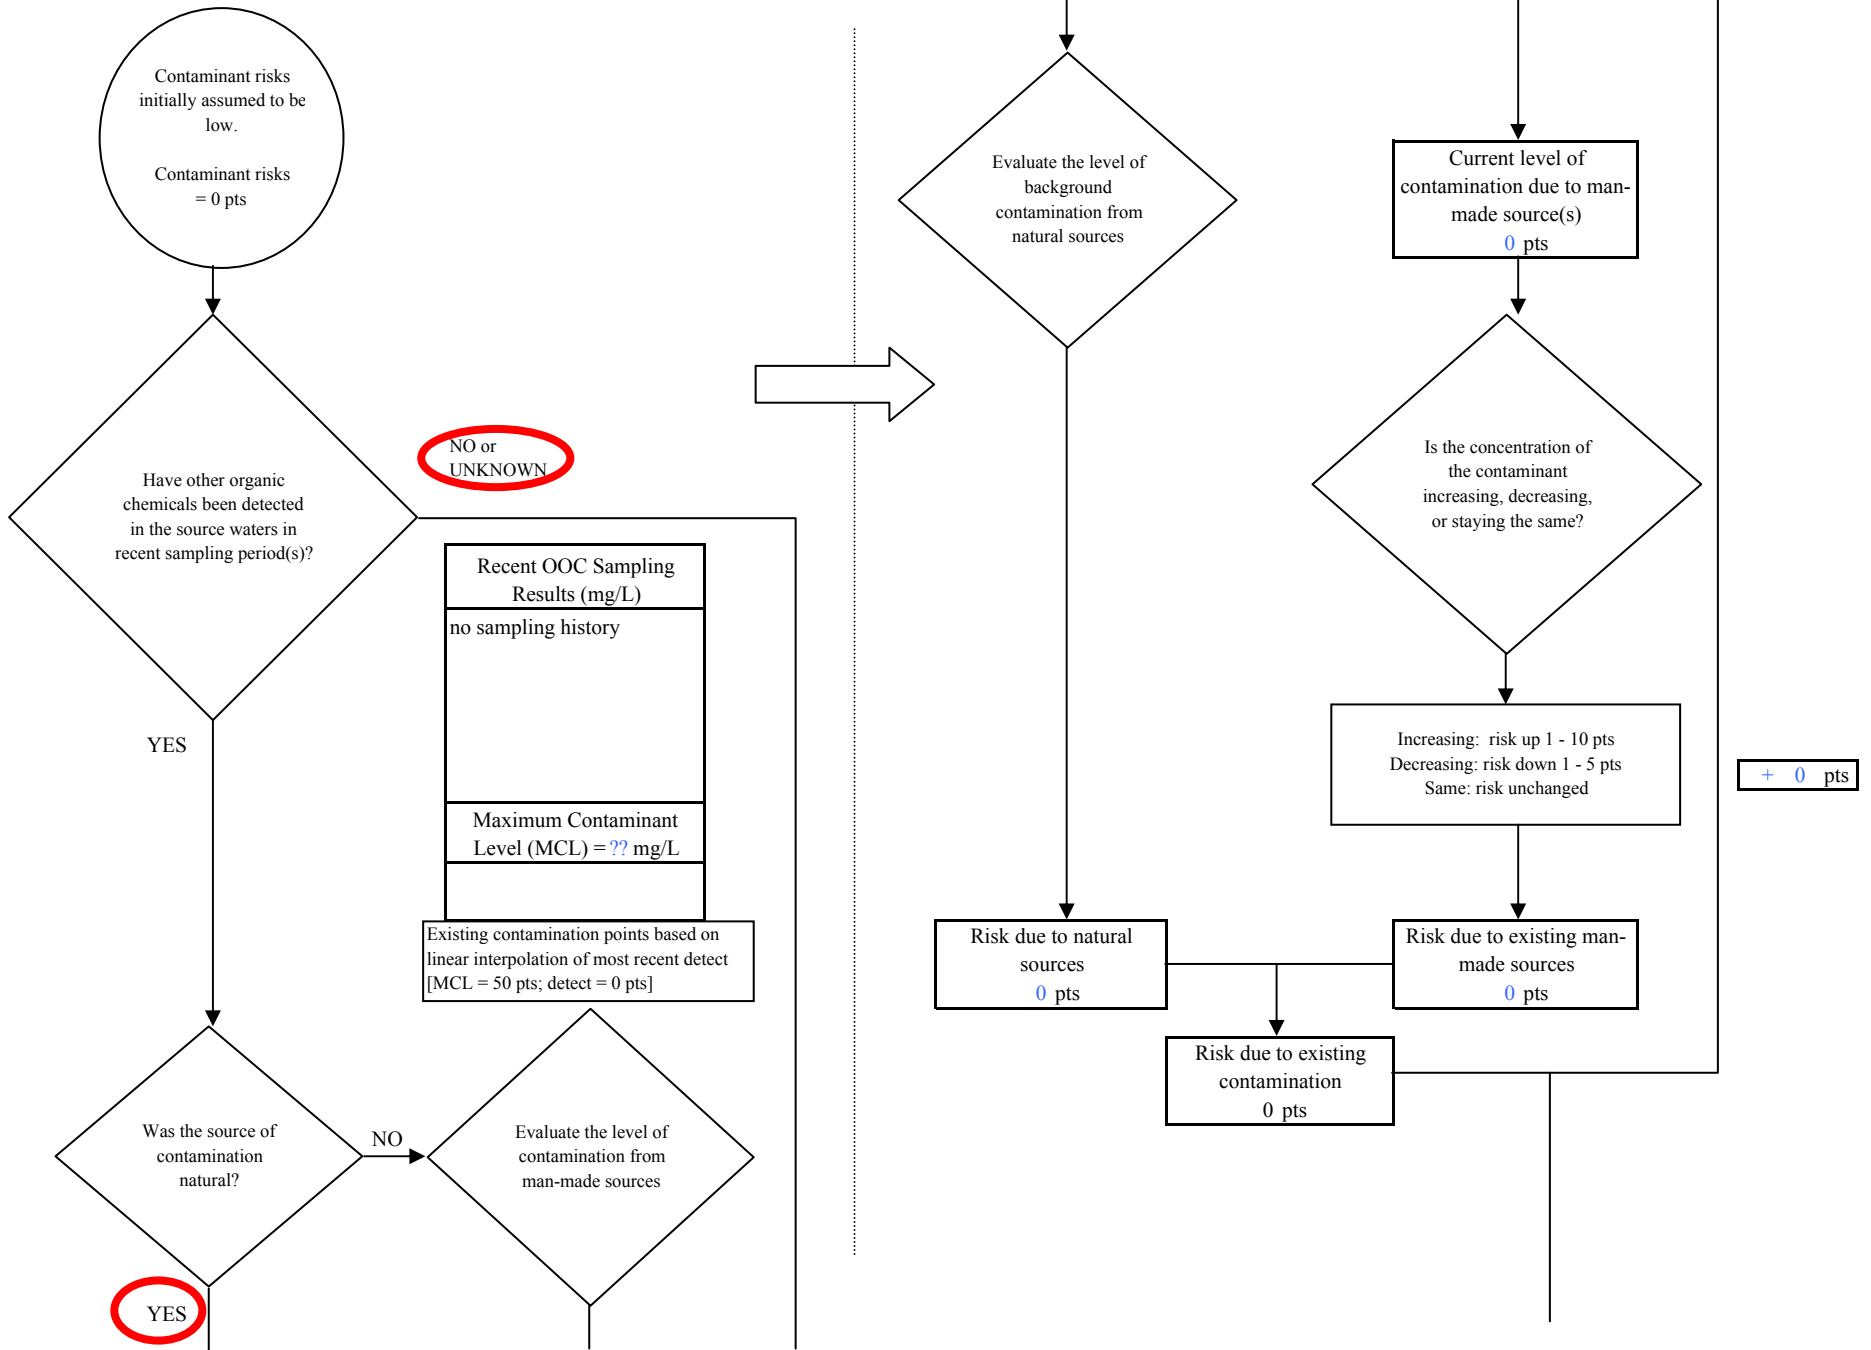 Contaminant risks
initially assumed to be
low.
Contaminant risks
= 0 pts
Have other organic
chemicals been detected
in the source waters in
recent sampling period(s)?
NO or
UNKNOWN
YES
Recent OOC Sampling
Results (mg/L)
no sampling history
Maximum Contaminant
Level (MCL) = ?? mg/L
Existing contamination points based on
linear interpolation of most recent detect
[MCL = 50 pts; detect = 0 pts]
Was the source of
contamination
natural?
NO
Evaluate the level of
contamination from
man-made sources
YES
Evaluate the level of
background
contamination from
natural sources
Current level of
contamination due to man-
made source(s)
0 pts
Is the concentration of
the contaminant
increasing, decreasing,
or staying the same?
Increasing: risk up 1 - 10 pts
Decreasing: risk down 1 - 5 pts
Same: risk unchanged
+ 0 pts
Risk due to natural
sources
0 pts
Risk due to existing man-
made sources
0 pts
Risk due to existing
contamination
0 pts